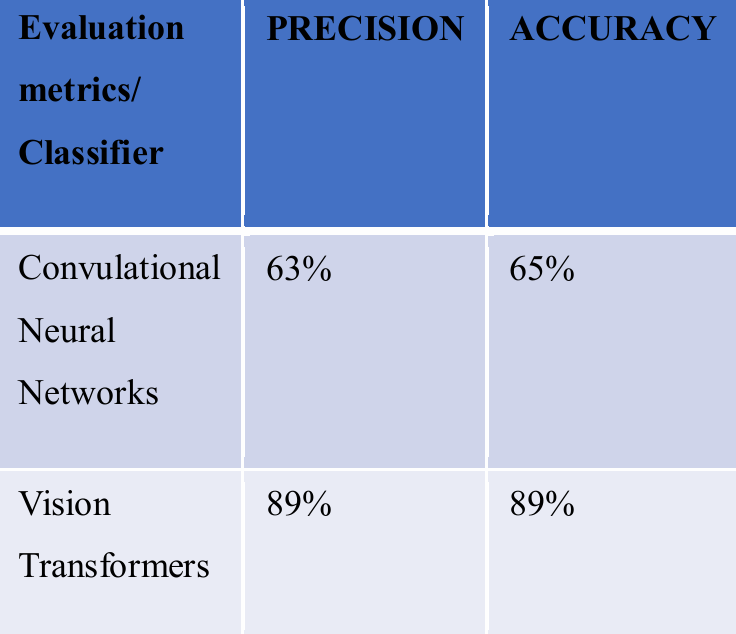 Evaluation
metrics/
Classifier
PRECISION
ACCURACY
Convulational
Neural
Networks
63%
65%
Vision
Transformers
89%
89%